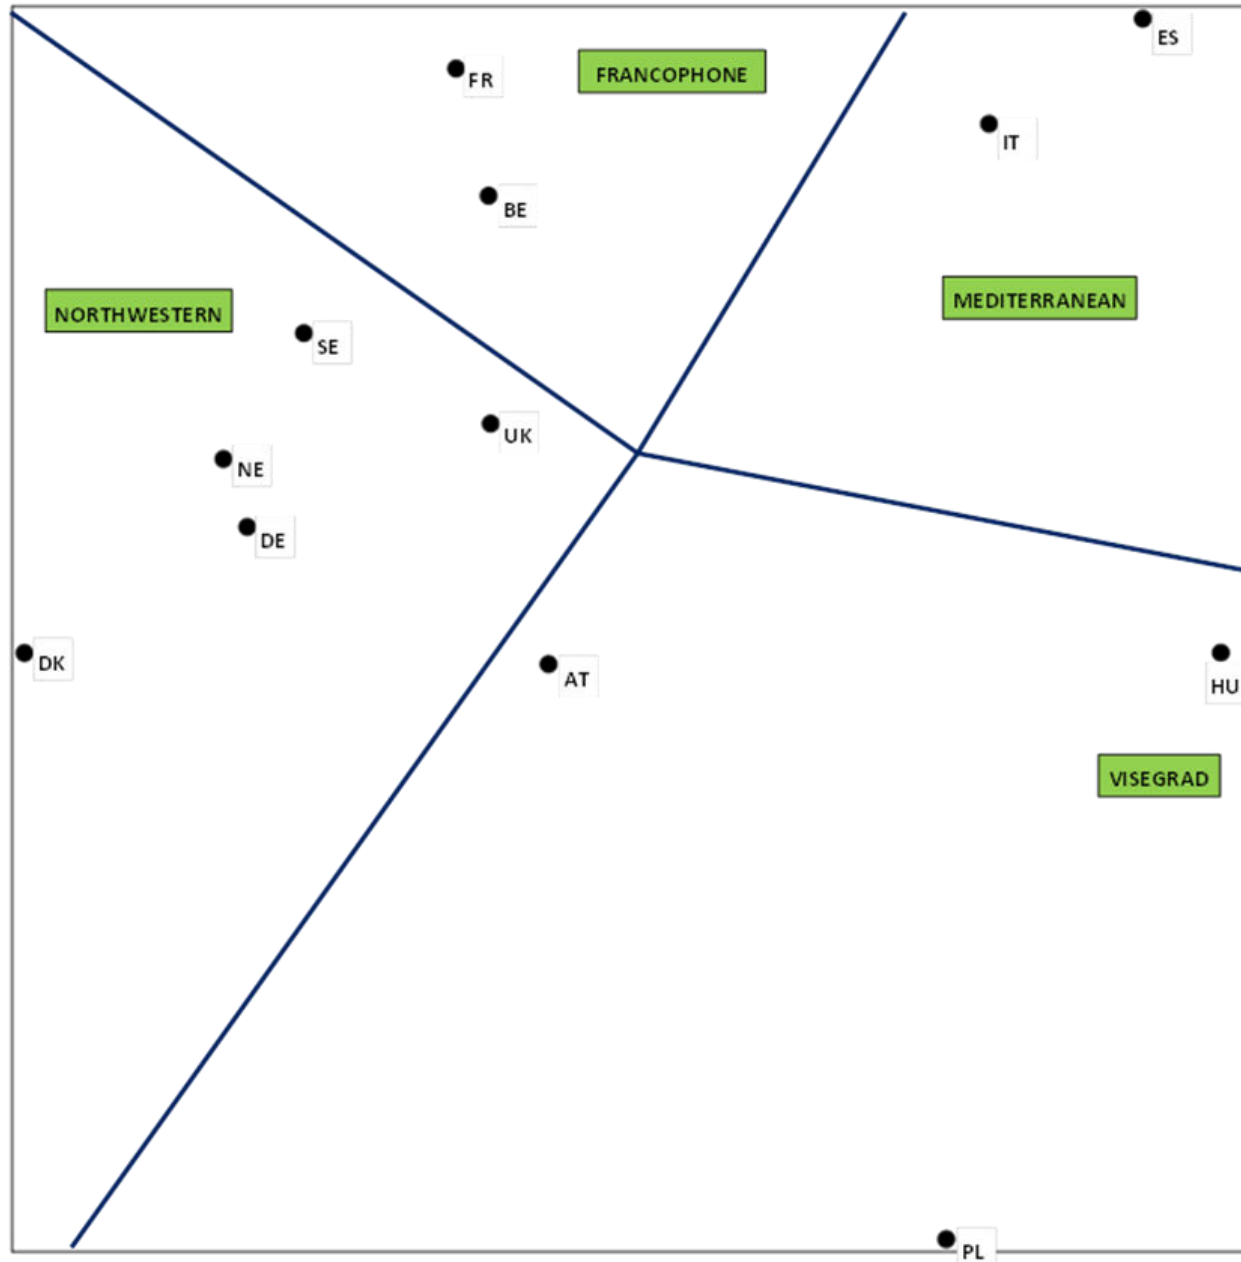 ES
FR
FRANCOPHONE
IT
BE
MEDITERRANEAN
NORTHWESTERN
SE
UK
NE
DE
DK
AT
HU
VISEGRAD
PL